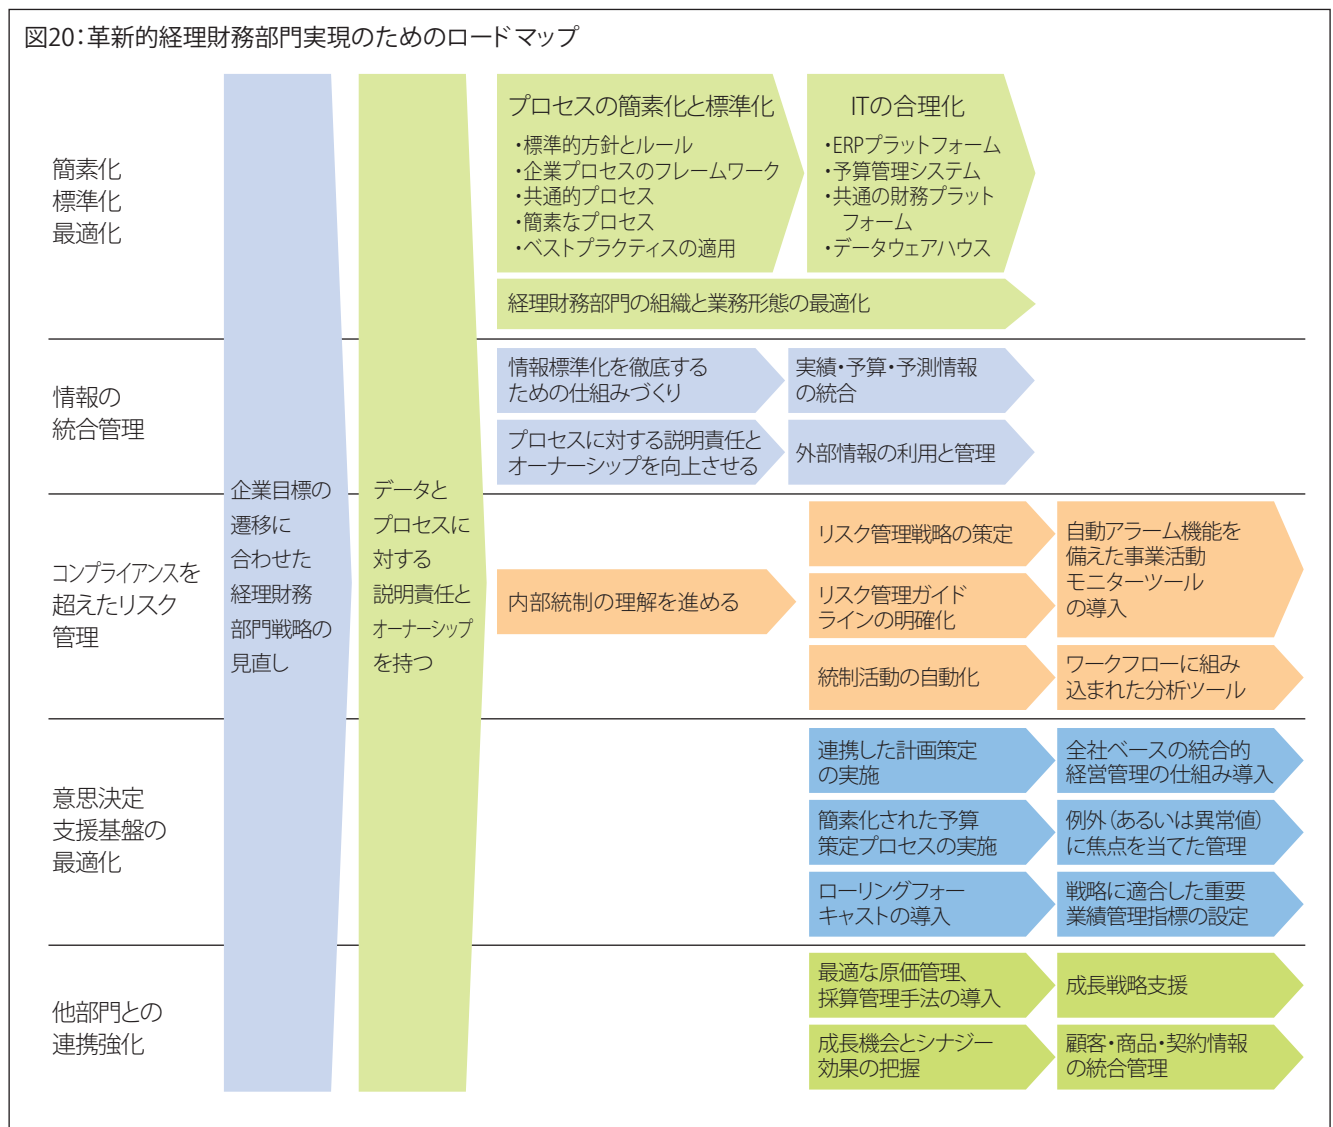 図20：革新的経理財務部門実現のためのロードマップ
簡素化
標準化
最適化
プロセスの簡素化と標準化
・標準的方針とルール
・企業プロセスのフレームワーク
・共通的プロセス
・簡素なプロセス
・ベストプラクティスの適用
ITの合理化
・ERPプラットフォーム
・予算管理システム
・共通の財務プラット
フォーム
・データウェアハウス
経理財務部門の組織と業務形態の最適化
企業目標の
遷移に
合わせた
経理財務
部門戦略の
見直し
データと
プロセスに
対する
説明責任と
オーナーシップ
を持つ
情報の
統合管理
情報標準化を徹底する
ための仕組みづくり
実績・予算・予測情報
の統合
プロセスに対する説明責任と
オーナーシップを向上させる
外部情報の利用と管理
コンプライアンスを
超えたリスク
管理
内部統制の理解を進める
リスク管理戦略の策定
リスク管理ガイド
ラインの明確化
統制活動の自動化
自動アラーム機能を
備えた事業活動
モニターツール
の導入
ワークフローに組み
込まれた分析ツール
意思決定
支援基盤の
最適化
連携した計画策定
の実施
全社ベースの統合的
経営管理の仕組み導入
簡素化された予算
策定プロセスの実施
例外（あるいは異常値）
に焦点を当てた管理
ローリングフォー
キャストの導入
戦略に適合した重要
業績管理指標の設定
他部門との
連携強化
最適な原価管理、
採算管理手法の導入
成長戦略支援
成長機会とシナジー
効果の把握
顧客・商品・契約情報
の統合管理